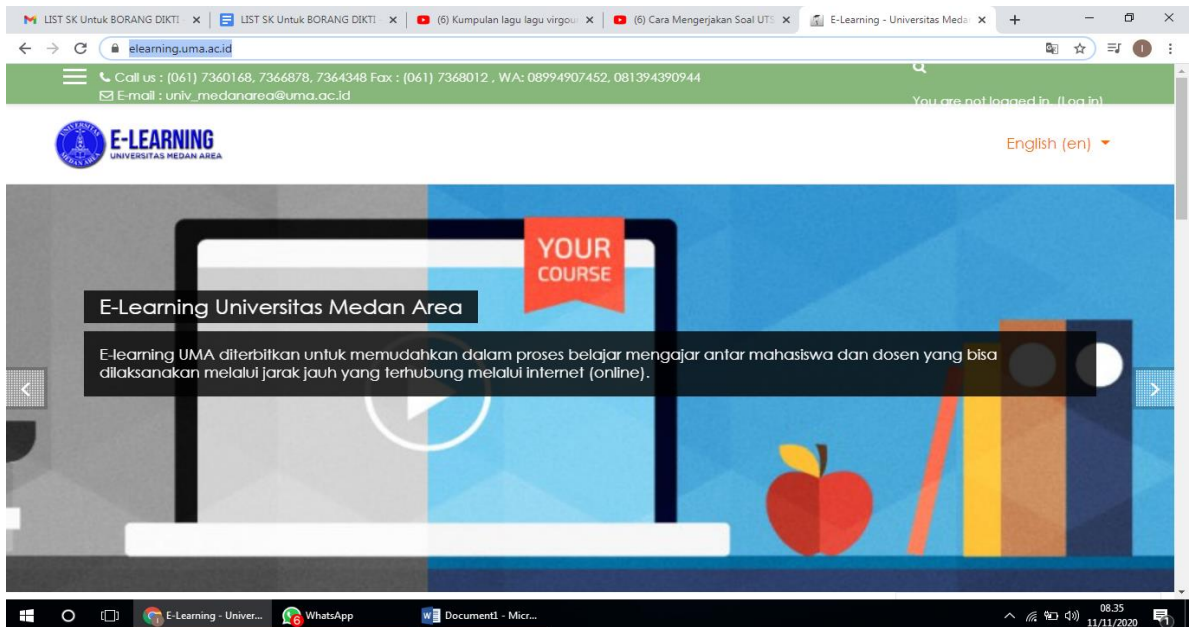 LIST SK Untuk BORANG DIKTI
LIST SK Untuk BORANG DIKTI -
(6) Kumpulan lagu lagu virgour
(6) Cara Mengerjakan Soal UTS
E-Learning - Universitas Medan
elearning.uma.ac.id
Call us : (061) 7360168, 7366878, 7364348 Fax : (061) 7368012 , WA: 08994907452, 081394390944
E-mail : univ_medanarea@uma.ac.id
You are not logged in. (Log in)
E-LEARNING
UNIVERSITAS MEDAN AREA
English (en)
YOUR
COURSE
E-Learning Universitas Medan Area
E-learning UMA diterbitkan untuk memudahkan dalam proses belajar mengajar antar mahasiswa dan dosen yang bisa
dilaksanakan melalui jarak jauh yang terhubung melalui internet (online).
E-Learning - Univer...
WhatsApp
Document1 - Micr...
08.35
11/11/2020